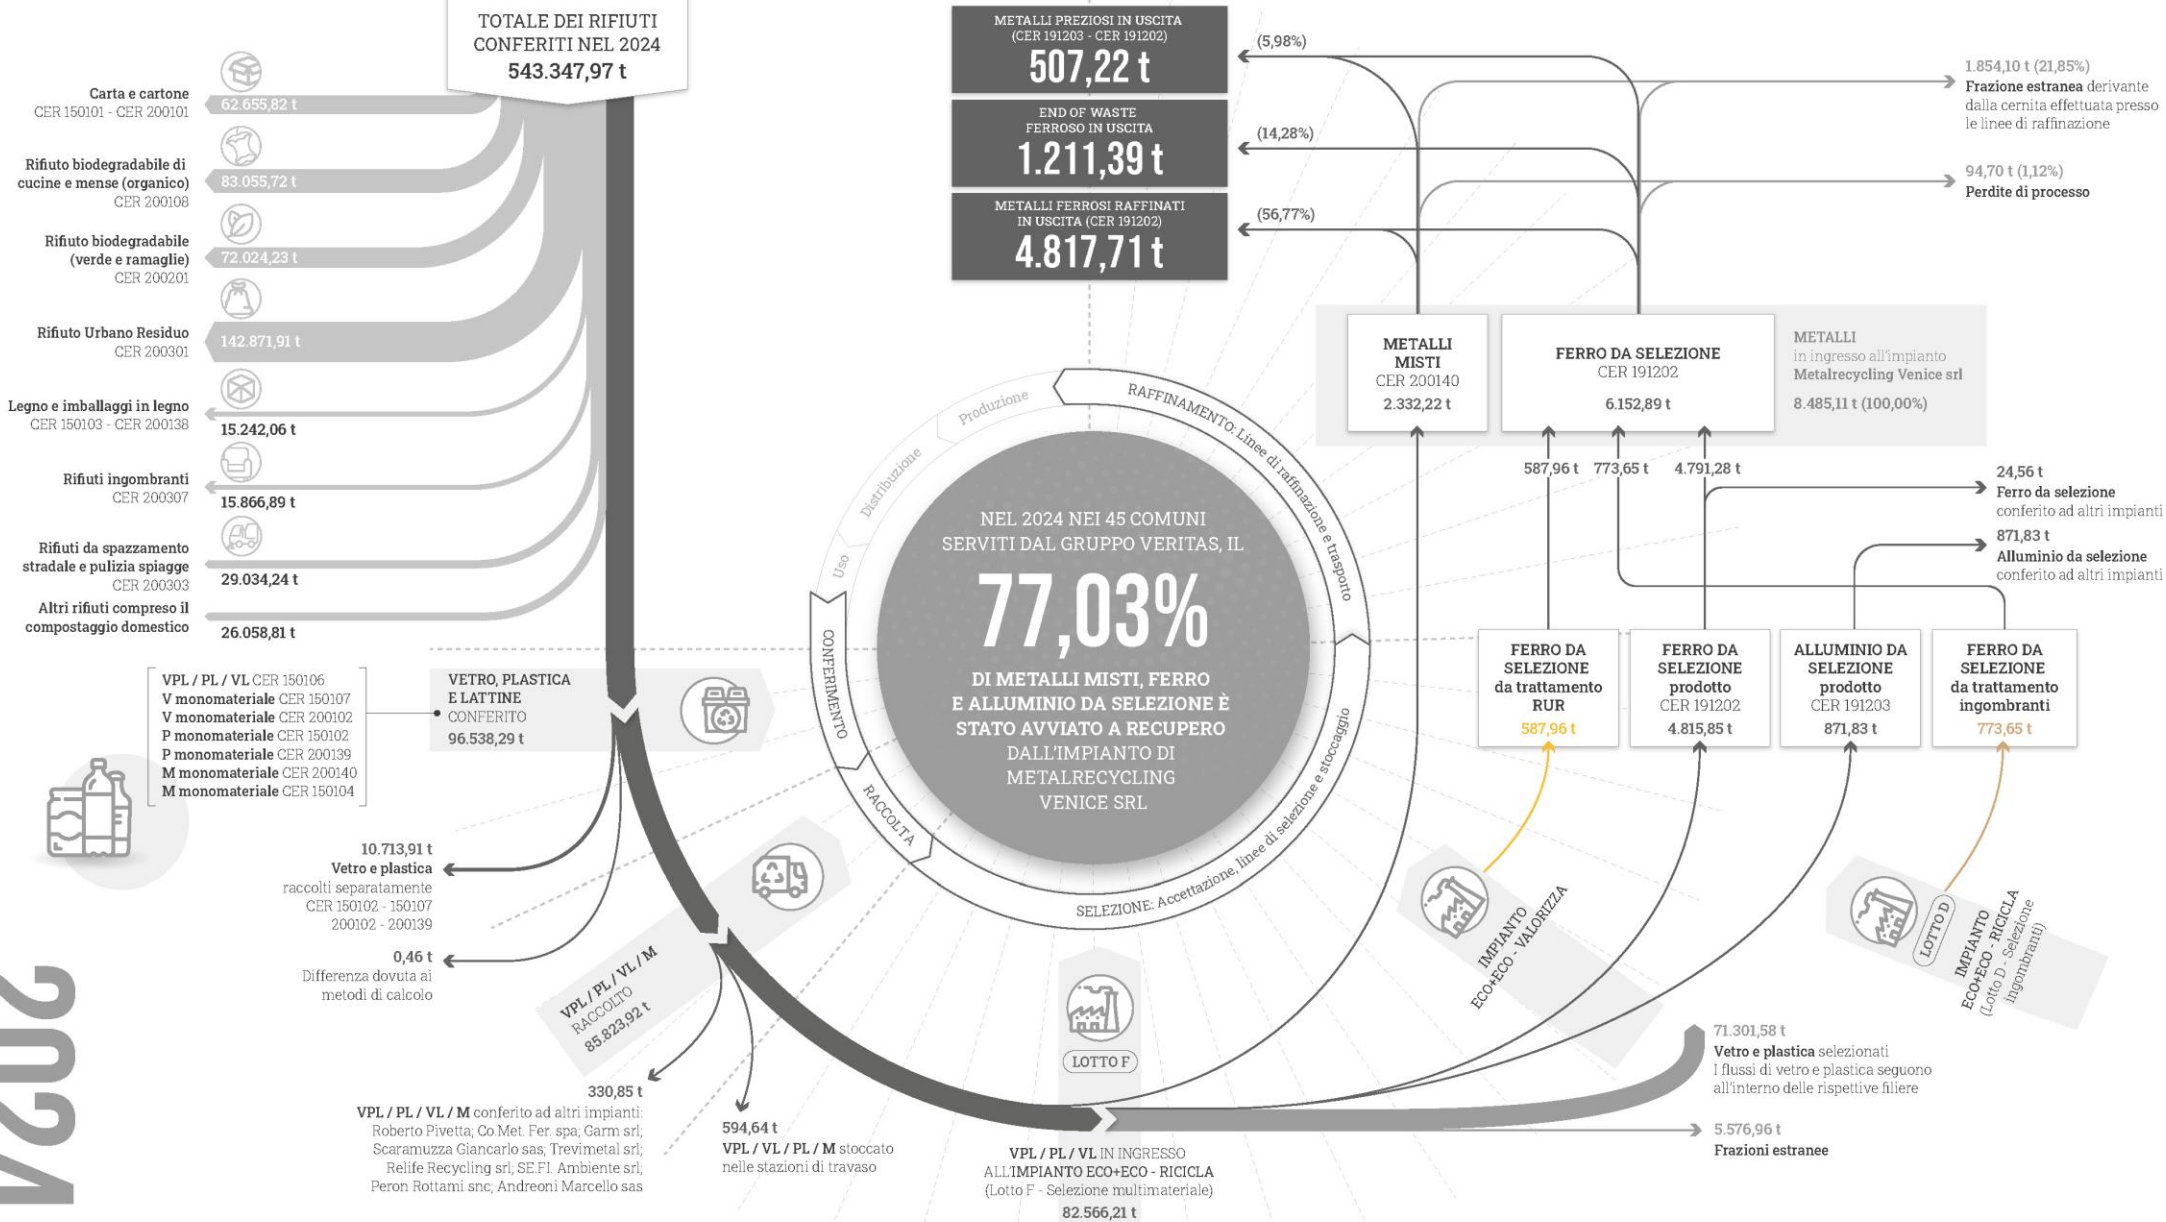 TOTALE DEI RIFIUTI
CONFERITI NEL 2024
543.347,97 t
Carta e cartone
CER 150101 - CER 200101
62.655,82 t
Rifiuto biodegradabile di
cucine e mense (organico)
CER 200108
83.055,72 t
Rifiuto biodegradabile
(verde e ramaglie)
CER 200201
72.024,23 t
Rifiuto Urbano Residuo
CER 200301
142.871,91 t
Legno e imballaggi in legno
CER 150103 - CER 200138
15.242,06 t
Rifiuti ingombranti
CER 200307
15.866,89 t
Rifiuti da spazzamento
stradale e pulizia spiagge
CER 200303
29.034,24 t
Altri rifiuti compreso il
compostaggio domestico
26.058,81 t
VPL / PL / VL CER 150106
V monomateriale CER 150107
V monomateriale CER 200102
P monomateriale CER 150102
P monomateriale CER 200139
M monomateriale CER 200140
M monomateriale CER 150104
VETRO, PLASTICA
E LATTINE
CONFERITO
96.538,29 t
10.713,91 t
Vetro e plastica
raccolti separatamente
CER 150102 - 150107
200102 - 200139
0,46 t
Differenza dovuta ai
metodi di calcolo
2024
VPL / PL / VL / M
RACCOLTO
85.823,92 t
330,85 t
VPL / PL / VL / M conferito ad altri impianti:
Roberto Pivetta; Co.Met. Fer. spa; Garm srl;
Scaramuzza Giancarlo sas; Trevimetal srl;
Relife Recycling srl; SE.FI. Ambiente srl;
Peron Rottami snc; Andreoni Marcello sas
594,64 t
VPL / VL / PL / M stoccato
nelle stazioni di travaso
LOTTO F
VPL / PL / VL IN INGRESSO
ALL'IMPIANTO ECO+ECO - RICICLA
(Lotto F - Selezione multimateriale)
82.566,21 t
METALLI PREZIOSI IN USCITA
(CER 191203 - CER 191202)
507,22 t
(5,98%)
END OF WASTE
FERROSO IN USCITA
1.211,39 t
(14,28%)
METALLI FERROSI RAFFINATI
IN USCITA (CER 191202)
4.817,71 t
(56,77%)
1.854,10 t (21,85%)
Frazione estranea derivante
dalla cernita effettuata presso
le linee di raffinazione
94,70 t (1,12%)
Perdite di processo
METALLI
MISTI
CER 200140
2.332,22 t
FERRO DA SELEZIONE
CER 191202
6.152,89 t
METALLI
in ingresso all'impianto
Metalrecycling Venice srl
8.485,11 t (100,00%)
587,96 t 773,65 t 4.791,28 t
24,56 t
Ferro da selezione
conferito ad altri impianti
871,83 t
Alluminio da selezione
conferito ad altri impianti
FERRO DA
SELEZIONE
da trattamento
RUR
587,96 t
FERRO DA
SELEZIONE
prodotto
CER 191202
4.815,85 t
ALLUMINIO DA
SELEZIONE
prodotto
CER 191203
871,83 t
FERRO DA
SELEZIONE
da trattamento
ingombranti
773,65 t
Produzione
Distribuzione
Uso
CONFERIMENTO
RACCOLTA
SELEZIONE: Accettazione, linee di selezione e stoccaggio
RAFFINAMENTO: Linee di raffinazione e trasporto
NEL 2024 NEI 45 COMUNI
SERVITI DAL GRUPPO VERITAS, IL
77,03%
DI METALLI MISTI, FERRO
E ALLUMINIO DA SELEZIONE È
STATO AVVIATO A RECUPERO
DALL'IMPIANTO DI
METALRECYCLING
VENICE SRL
IMPIANTO
ECO+ECO - VALORIZZA
LOTTO D
IMPIANTO
ECO+ECO - RICICLA
(Lotto D - Selezione
ingombranti)
71.301,58 t
Vetro e plastica selezionati
I flussi di vetro e plastica seguono
all'interno delle rispettive filiere
5.576,96 t
Frazioni estranee